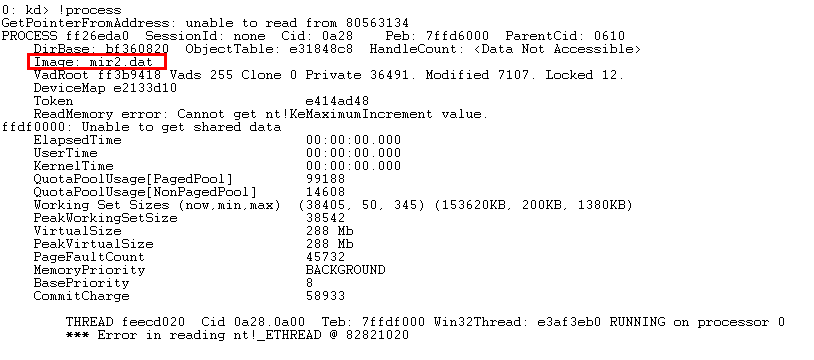 0: kd> !process
GetPointerFromAddress: unable to read from 80563134
PROCESS ff26eda0  SessionId: none  Cid: 0a28    Peb: 7ffd6000  ParentCid: 0610
    DirBase: bf360820  ObjectTable: e31848c8  HandleCount: <Data Not Accessible>
    Image: mir2.dat
    VadRoot ff3b9418 Vads 255 Clone 0 Private 36491. Modified 7107. Locked 12.
    DeviceMap e2133d10
    Token                             e414ad48
    ReadMemory error: Cannot get nt!KeMaximumIncrement value.
ffdf0000: Unable to get shared data
    ElapsedTime                       00:00:00.000
    UserTime                          00:00:00.000
    KernelTime                        00:00:00.000
    QuotaPoolUsage[PagedPool]         99188
    QuotaPoolUsage[NonPagedPool]      14608
    Working Set Sizes (now,min,max)  (38405, 50, 345) (153620KB, 200KB, 1380KB)
    PeakWorkingSetSize                38542
    VirtualSize                       288 Mb
    PeakVirtualSize                   288 Mb
    PageFaultCount                    45732
    MemoryPriority                    BACKGROUND
    BasePriority                      8
    CommitCharge                      58933
        THREAD feecd020  Cid 0a28.0a00  Teb: 7ffdf000 Win32Thread: e3af3eb0 RUNNING on processor 0
        *** Error in reading nt!_ETHREAD @ 82821020